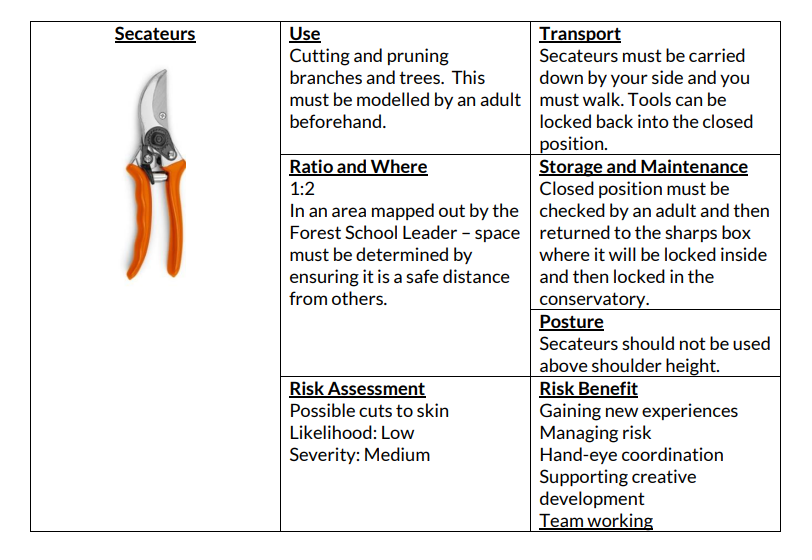 Secateurs
Use
Cutting and pruning
branches and trees.  This
must be modelled by an adult
beforehand.
Transport
Secateurs must be carried
down by your side and you
must walk. Tools can be
locked back into the closed
position.
Ratio and Where
1:2
In an area mapped out by the
Forest School Leader – space
must be determined by
ensuring it is a safe distance
from others.
Storage and Maintenance
Closed position must be
checked by an adult and then
returned to the sharps box
where it will be locked inside
and then locked in the
conservatory.
Posture
Secateurs should not be used
above shoulder height.
Risk Assessment
Possible cuts to skin
Likelihood: Low
Severity: Medium
Risk Benefit
Gaining new experiences
Managing risk
Hand-eye coordination
Supporting creative
development
Team working